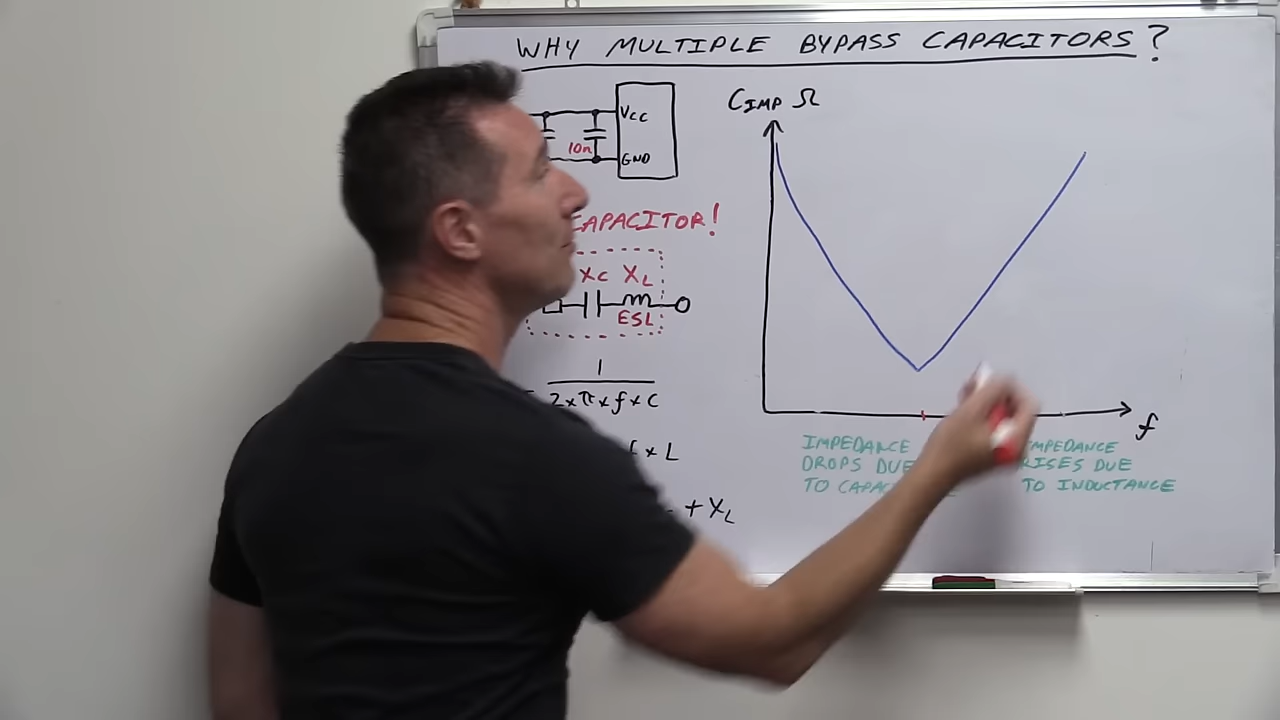 WHY MULTIPLE BYPASS CAPACITORS?
CIMP Ω
VCC
10n
GND
CAPACITOR!
XC XL
ESL
1
2×π×f×C
f×L
+ XL
f
IMPEDANCE
DROPS DUE
TO
IMPEDANCE
RISES DUE
TO INDUCTANCE